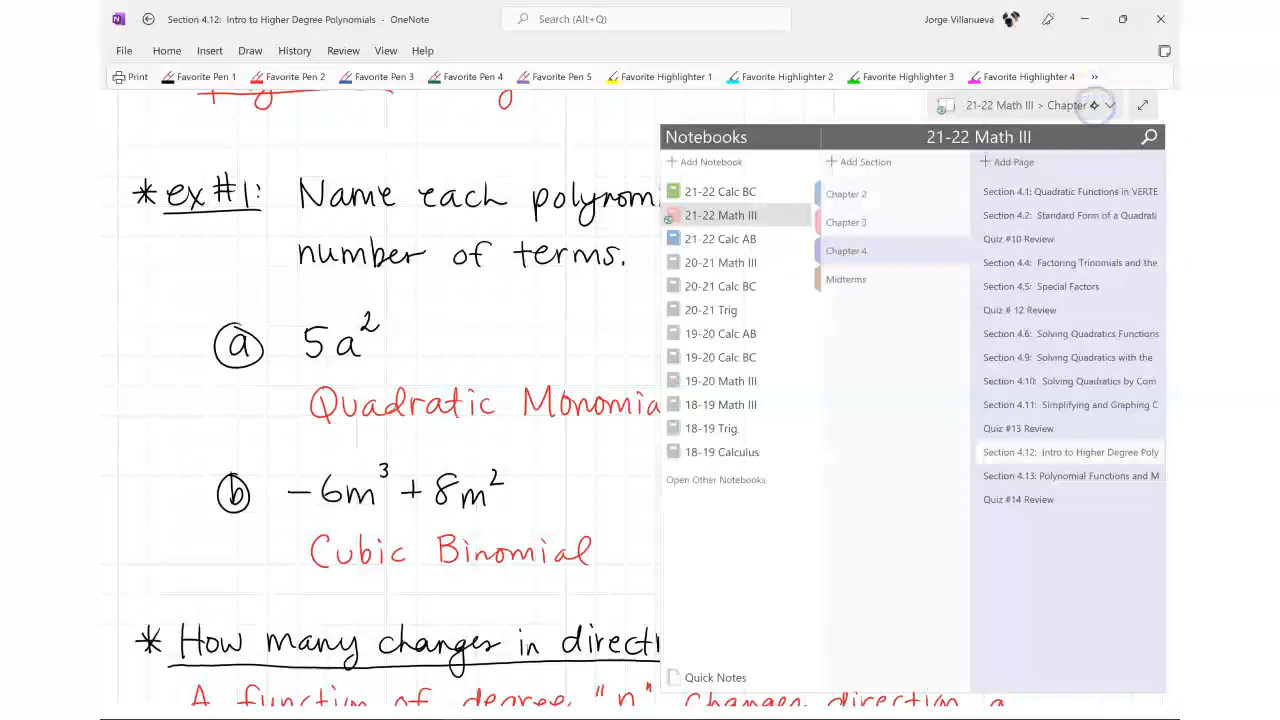 Section 4.12: Intro to Higher Degree Polynomials - OneNote
Search (Alt+Q)
Jorge Villanueva
File Home Insert Draw History Review View Help
Print Favorite Pen 1 Favorite Pen 2 Favorite Pen 3 Favorite Pen 4 Favorite Pen 5 Favorite Highlighter 1 Favorite Highlighter 2 Favorite Highlighter 3 Favorite Highlighter 4 »
21-22 Math III > Chapter
Notebooks
21-22 Math III
+ Add Notebook
21-22 Calc BC
21-22 Math III
21-22 Calc AB
20-21 Math III
20-21 Calc BC
20-21 Trig
19-20 Calc AB
19-20 Calc BC
19-20 Math III
18-19 Math III
18-19 Trig.
18-19 Calculus
Open Other Notebooks
Quick Notes
+ Add Section
Chapter 2
Chapter 3
Chapter 4
Midterms
+ Add Page
Section 4.1: Quadratic Functions in VERTE
Section 4.2: Standard Form of a Quadrati
Quiz #10 Review
Section 4.4: Factoring Trinomials and the
Section 4.5: Special Factors
Quiz # 12 Review
Section 4.6: Solving Quadratics Functions
Section 4.9: Solving Quadratics with the
Section 4.10: Solving Quadratics by Com
Section 4.11: Simplifying and Graphing C
Quiz #13 Review
Section 4.12: Intro to Higher Degree Poly
Section 4.13: Polynomial Functions and M
Quiz #14 Review
* ex #1: Name each polynomi
number of terms.
a 5a²
Quadratic Monomia
b -6m³ + 8m²
Cubic Binomial
* How many changes in directi
A function of degree "n" changes direction a